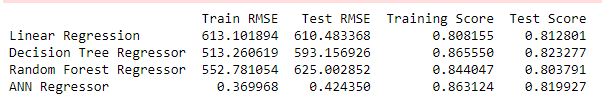 Train RMSE Test RMSE Training Score Test Score
Linear Regression 613.101894 610.483368 0.808155 0.812801
Decision Tree Regressor 513.260619 593.156926 0.865550 0.823277
Random Forest Regressor 552.781054 625.002852 0.844047 0.803791
ANN Regressor 0.369968 0.424350 0.863124 0.819927